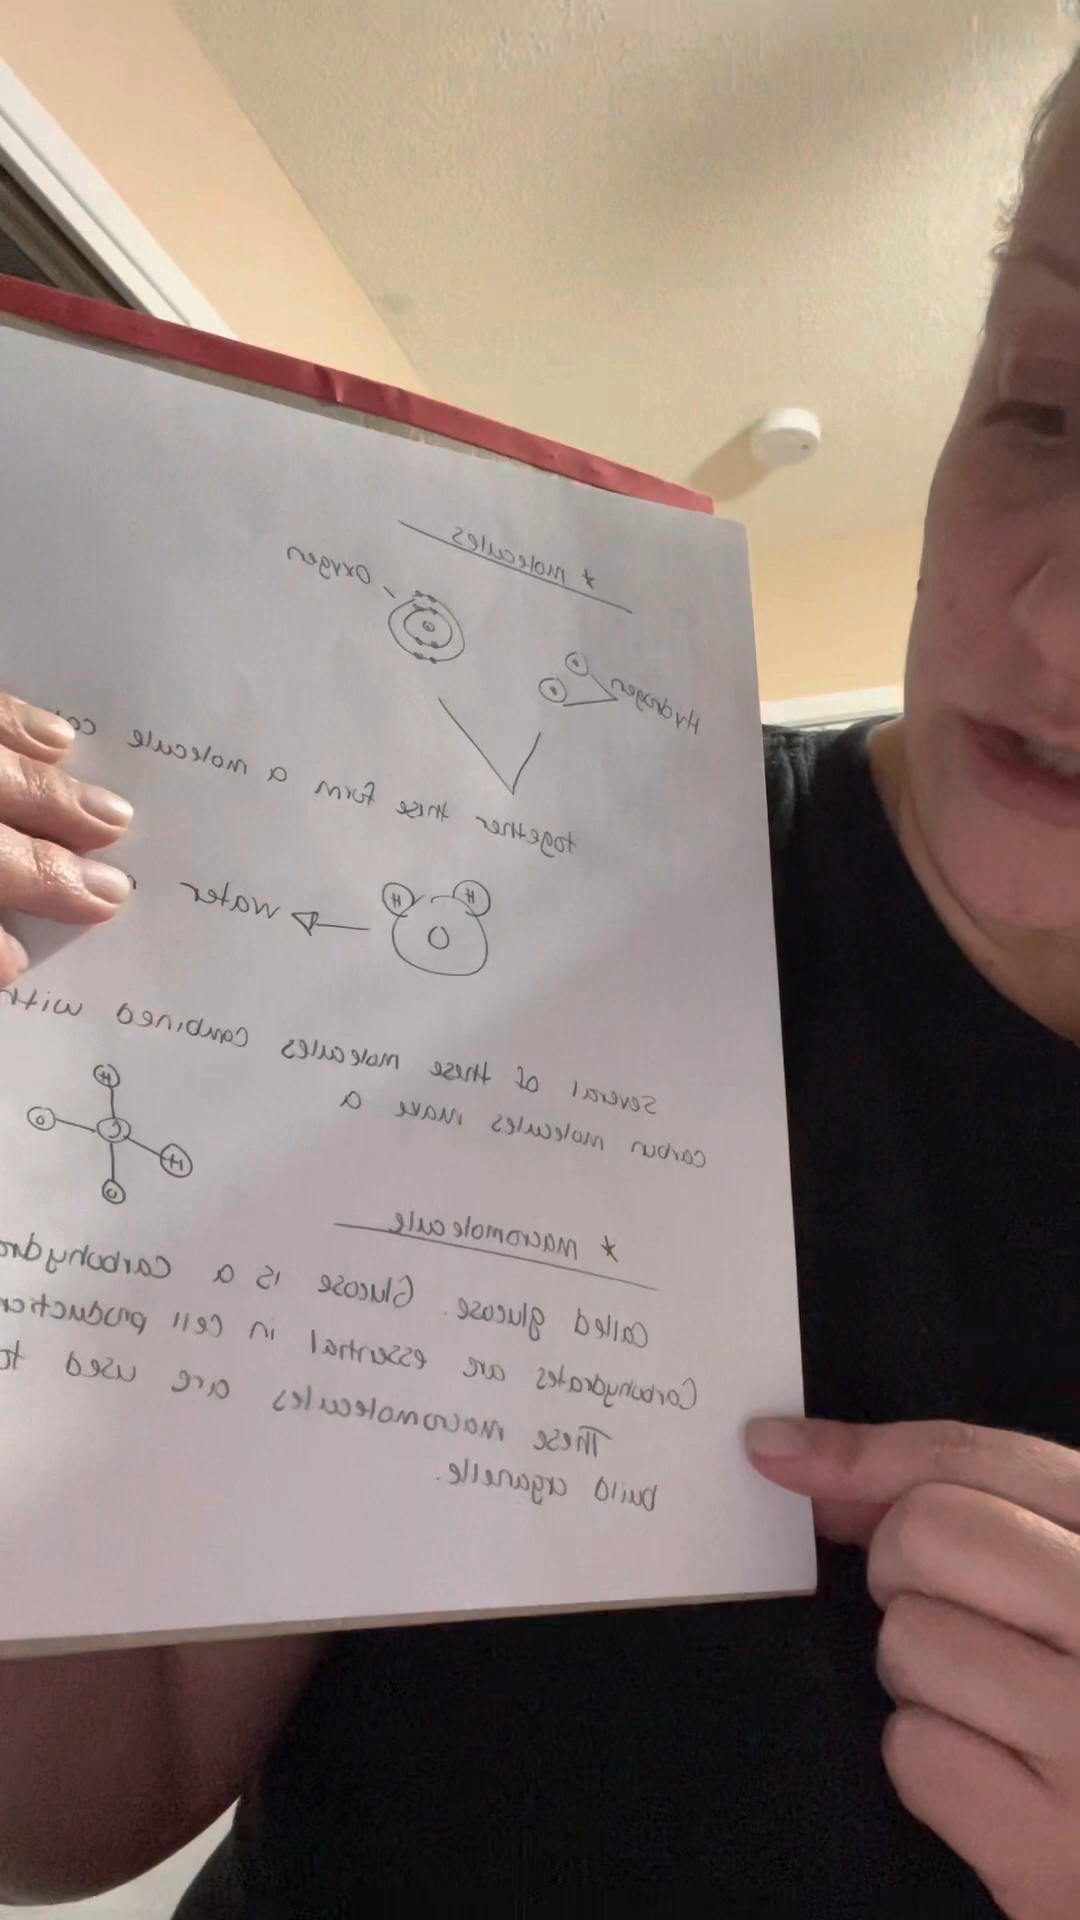 * molecules
oxygen
Hydrogen
together these form a molecule
H H
O
water
Several of these molecules combined with
carbon molecules make a
H
O C H
O
* macromolecule
called glucose. Glucose is a carbohydra
Carbohydrates are essential in cell production
These macromolecules are used to
build organelle.